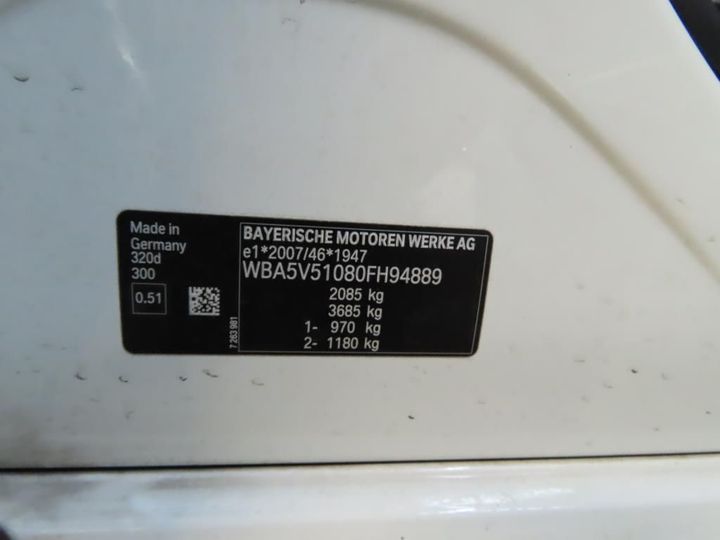 Made in
Germany
320d
300
0.51
7 263 981
BAYERISCHE MOTOREN WERKE AG
e1*2007/46*1947
WBA5V51080FH94889
2085 kg
3685 kg
1- 970 kg
2- 1180 kg